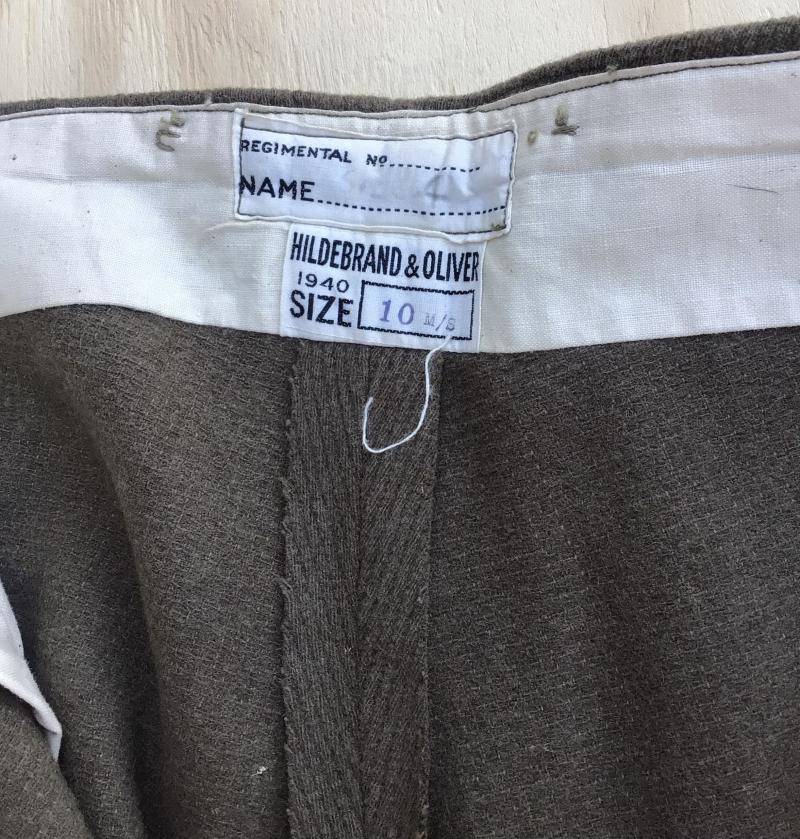 REGIMENTAL No..............
NAME..............................
HILDEBRAND & OLIVER
1940
SIZE 10 M/S